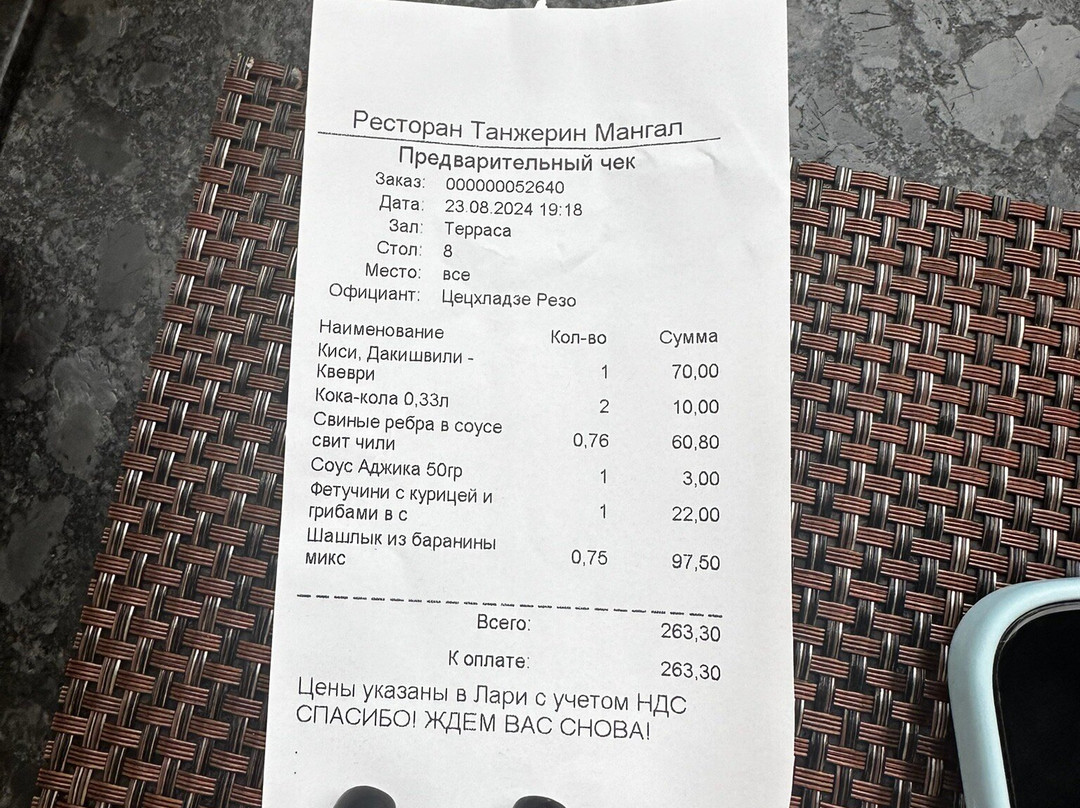 Ресторан Танжерин Мангал
Предварительный чек
Заказ: 000000052640
Дата: 23.08.2024 19:18
Зал: Терраса
Стол: 8
Место: все
Официант: Цецхладзе Резо
Наименование Кол-во Сумма
Киси, Дакишвили -
Квеври 1 70,00
Кока-кола 0,33л 2 10,00
Свиные ребра в соусе
свит чили 0,76 60,80
Соус Аджика 50гр 1 3,00
Фетучини с курицей и
грибами в с 1 22,00
Шашлык из баранины
микс 0,75 97,50
Всего: 263,30
К оплате: 263,30
Цены указаны в Лари с учетом НДС
СПАСИБО! ЖДЕМ ВАС СНОВА!